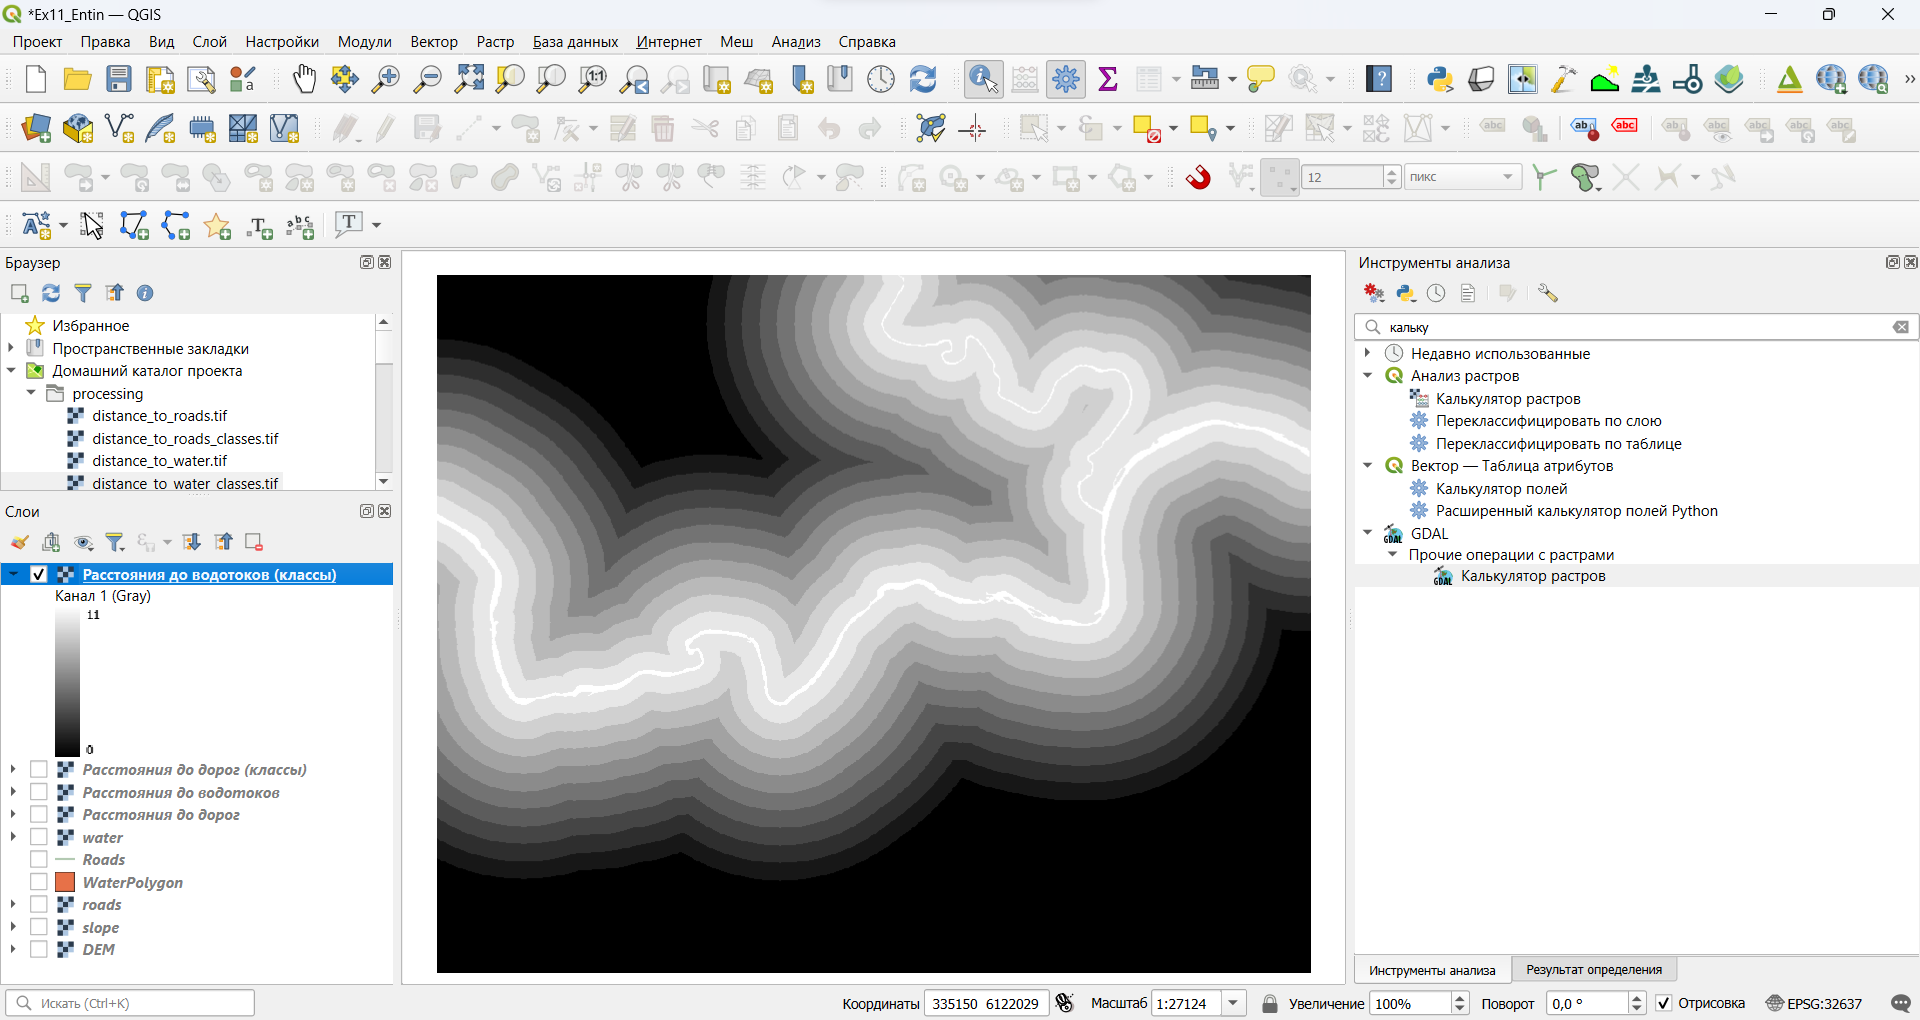 *Ex11_Entin — QGIS
Проект Правка Вид Слой Настройки Модули Вектор Растр База данных Интернет Меш Анализ Справка
12 пикс
Браузер
Избранное
Пространственные закладки
Домашний каталог проекта
processing
distance_to_roads.tif
distance_to_roads_classes.tif
distance_to_water.tif
distance_to_water_classes.tif
Слои
Расстояния до водотоков (классы)
Канал 1 (Gray)
11
0
Расстояния до дорог (классы)
Расстояния до водотоков
Расстояния до дорог
water
Roads
WaterPolygon
roads
slope
DEM
Инструменты анализа
кальку
Недавно использованные
Анализ растров
Калькулятор растров
Переклассифицировать по слою
Переклассифицировать по таблице
Вектор — Таблица атрибутов
Калькулятор полей
Расширенный калькулятор полей Python
GDAL
Прочие операции с растрами
Калькулятор растров
Инструменты анализа Результат определения
Искать (Ctrl+K) Координаты 335150 6122029 Масштаб 1:27124 Увеличение 100% Поворот 0,0 ° Отрисовка EPSG:32637